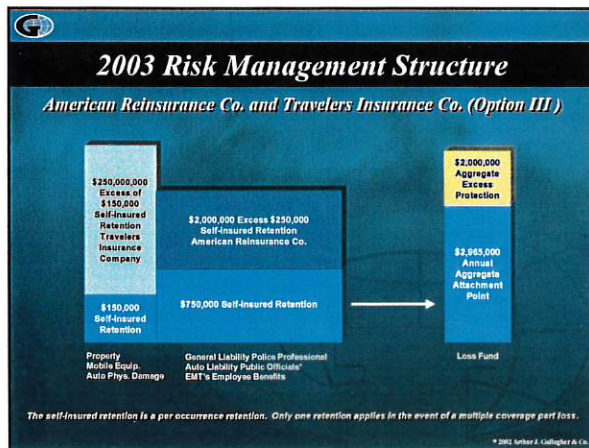 2003 Risk Management Structure
American Reinsurance Co. and Travelers Insurance Co. (Option III )
$250,000,000
Excess of
$150,000
Self-Insured
Retention
Travelers
Insurance
Company
$150,000
Self-Insured
Retention
Property
Mobile Equip.
Auto Phys. Damage
$2,000,000 Excess $250,000
Self-insured Retention
American Reinsurance Co.
$750,000 Self-Insured Retention
General Liability Police Professional
Auto Liability Public Officials'
EMT's Employee Benefits
$2,000,000
Aggregate
Excess
Protection
$2,965,000
Annual
Aggregate
Attachment
Point
Loss Fund
The self-insured retention is a per occurrence retention. Only one retention applies in the event of a multiple coverage part loss.
© 2002 Arthur J. Gallagher & Co.